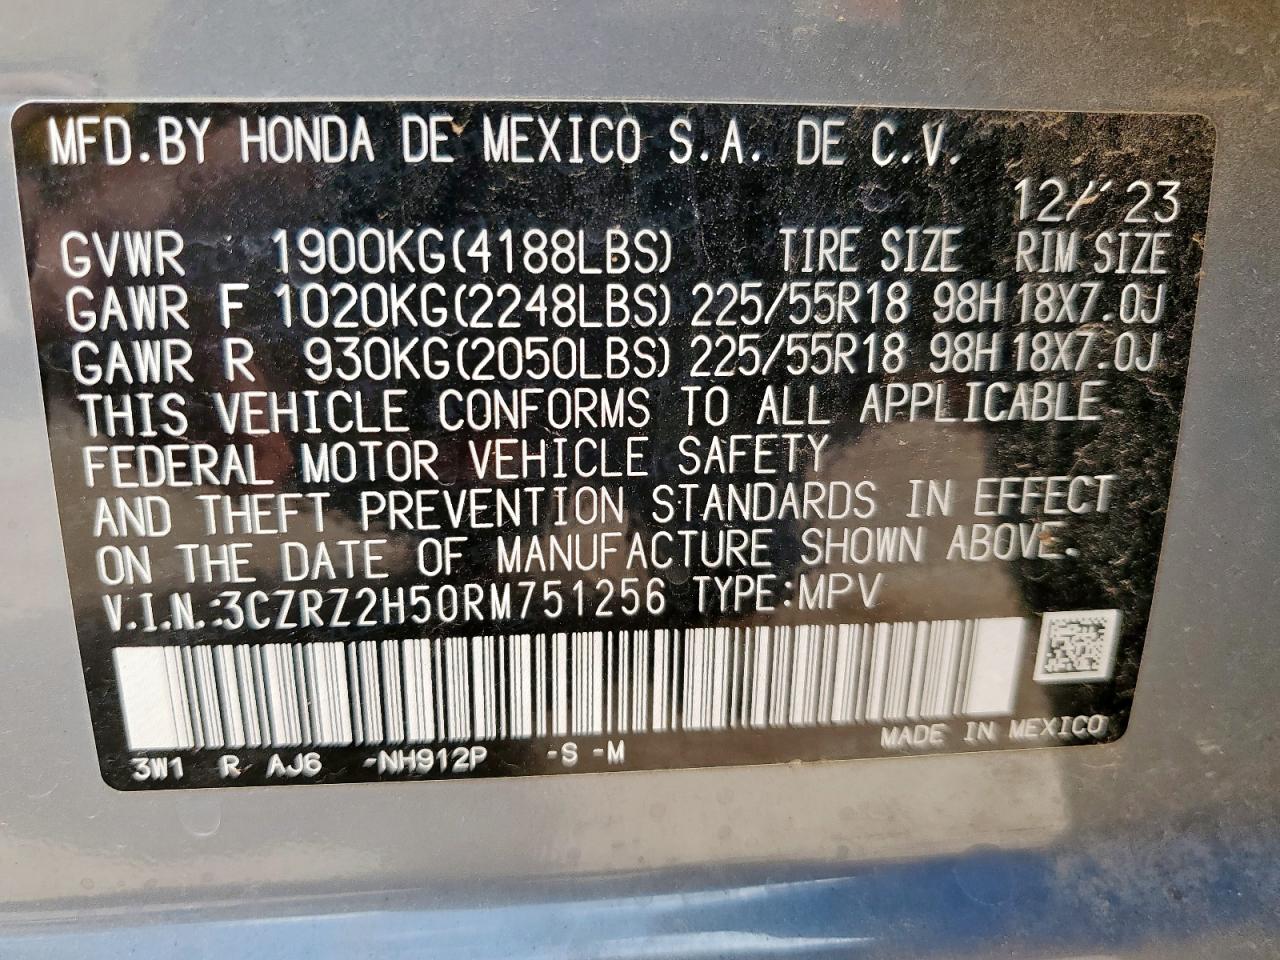 MFD.BY HONDA DE MEXICO S.A. DE C.V.
12/ '23
GVWR 1900KG(4188LBS) TIRE SIZE RIM SIZE
GAWR F 1020KG(2248LBS) 225/55R18 98H 18X7.0J
GAWR R 930KG(2050LBS) 225/55R18 98H 18X7.0J
THIS VEHICLE CONFORMS TO ALL APPLICABLE
FEDERAL MOTOR VEHICLE SAFETY
AND THEFT PREVENTION STANDARDS IN EFFECT
ON THE DATE OF MANUFACTURE SHOWN ABOVE.
V.I.N.:3CZRZ2H50RM751256 TYPE:MPV
MADE IN MEXICO
3W1 R AJ6 -NH912P -S -M